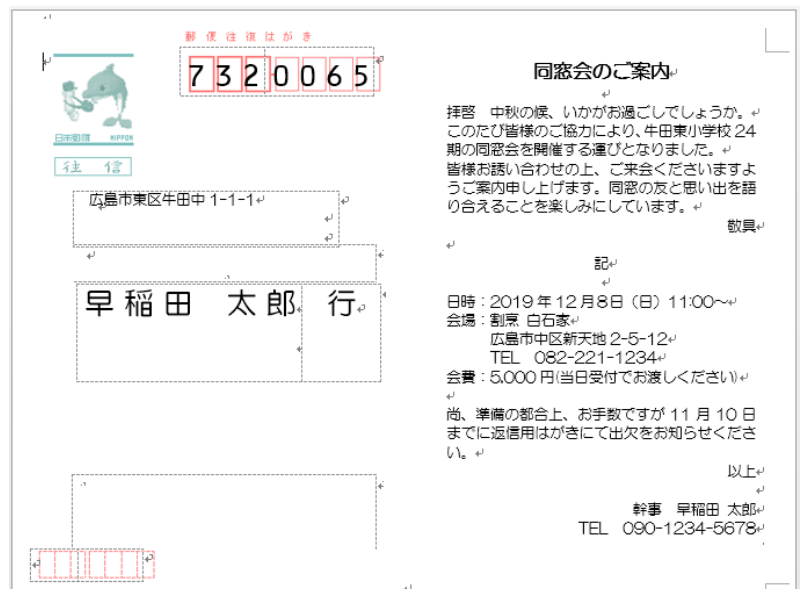 郵便往復はがき
7320065
日本郵便 NIPPON
往信
広島市東区牛田中 1-1-1
早稲田 太郎 行
同窓会のご案内
拝啓 中秋の候、いかがお過ごしでしょうか。
このたび皆様のご協力により、牛田東小学校 24
期の同窓会を開催する運びとなりました。
皆様お誘い合わせの上、ご来会くださいますよ
うご案内申し上げます。同窓の友と思い出を語
り合えることを楽しみにしています。
敬具
記
日時：2019 年 12 月8日（日）11:00～
会場：割烹 白石家
広島市中区新天地 2-5-12
TEL 082-221-1234
会費：5,000 円(当日受付でお渡しください)
尚、準備の都合上、お手数ですが 11 月 10 日
までに返信用はがきにて出欠をお知らせくださ
い。
以上
幹事 早稲田 太郎
TEL 090-1234-5678